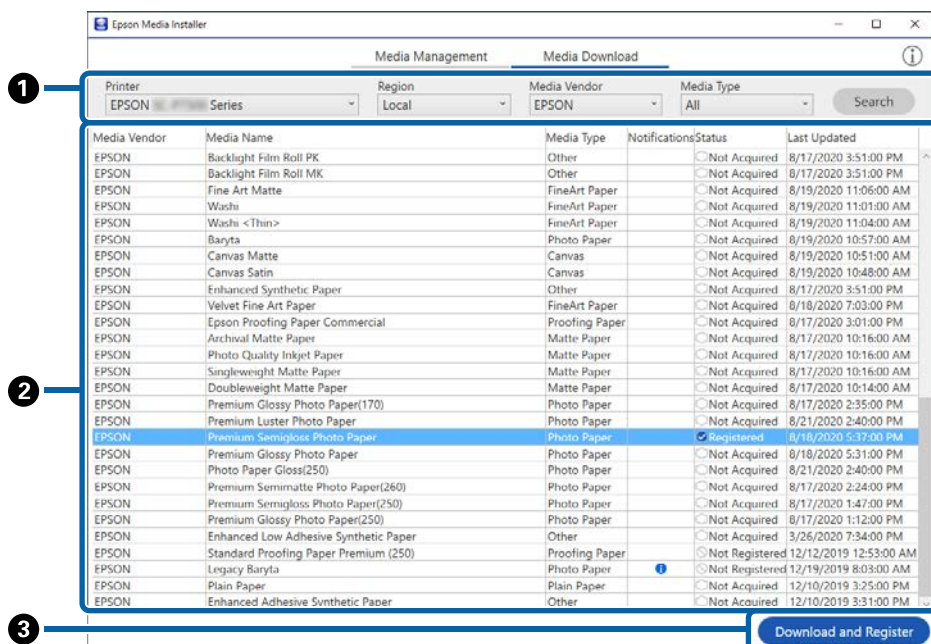 Epson Media Installer
Media Management Media Download
1
Printer Region Media Vendor Media Type
EPSON Series Local EPSON All Search
2
Media Vendor Media Name Media Type Notifications Status Last Updated
EPSON Backlight Film Roll PK Other Not Acquired 8/17/2020 3:51:00 PM
EPSON Backlight Film Roll MK Other Not Acquired 8/17/2020 3:51:00 PM
EPSON Fine Art Matte FineArt Paper Not Acquired 8/19/2020 11:06:00 AM
EPSON Washi FineArt Paper Not Acquired 8/19/2020 11:01:00 AM
EPSON Washi <Thin> FineArt Paper Not Acquired 8/19/2020 11:04:00 AM
EPSON Baryta Photo Paper Not Acquired 8/19/2020 10:57:00 AM
EPSON Canvas Matte Canvas Not Acquired 8/19/2020 10:51:00 AM
EPSON Canvas Satin Canvas Not Acquired 8/19/2020 10:48:00 AM
EPSON Enhanced Synthetic Paper Other Not Acquired 8/17/2020 3:51:00 PM
EPSON Velvet Fine Art Paper FineArt Paper Not Acquired 8/18/2020 7:03:00 PM
EPSON Epson Proofing Paper Commercial Proofing Paper Not Acquired 8/17/2020 3:01:00 PM
EPSON Archival Matte Paper Matte Paper Not Acquired 8/17/2020 10:16:00 AM
EPSON Photo Quality Inkjet Paper Matte Paper Not Acquired 8/17/2020 10:16:00 AM
EPSON Singleweight Matte Paper Matte Paper Not Acquired 8/17/2020 10:16:00 AM
EPSON Doubleweight Matte Paper Matte Paper Not Acquired 8/17/2020 10:14:00 AM
EPSON Premium Glossy Photo Paper(170) Photo Paper Not Acquired 8/17/2020 2:35:00 PM
EPSON Premium Luster Photo Paper Photo Paper Not Acquired 8/21/2020 2:40:00 PM
EPSON Premium Semigloss Photo Paper Photo Paper Registered 8/18/2020 5:37:00 PM
EPSON Premium Glossy Photo Paper Photo Paper Not Acquired 8/18/2020 5:31:00 PM
EPSON Photo Paper Gloss(250) Photo Paper Not Acquired 8/21/2020 2:40:00 PM
EPSON Premium Semimatte Photo Paper(260) Photo Paper Not Acquired 8/17/2020 2:24:00 PM
EPSON Premium Semigloss Photo Paper(250) Photo Paper Not Acquired 8/17/2020 1:47:00 PM
EPSON Premium Glossy Photo Paper(250) Photo Paper Not Acquired 8/17/2020 1:12:00 PM
EPSON Enhanced Low Adhesive Synthetic Paper Other Not Acquired 3/26/2020 7:34:00 PM
EPSON Standard Proofing Paper Premium (250) Proofing Paper Not Registered 12/12/2019 12:53:00 AM
EPSON Legacy Baryta Photo Paper Not Registered 12/19/2019 8:03:00 AM
EPSON Plain Paper Plain Paper Not Acquired 12/10/2019 3:25:00 PM
EPSON Enhanced Adhesive Synthetic Paper Other Not Acquired 12/10/2019 3:31:00 PM
3
Download and Register